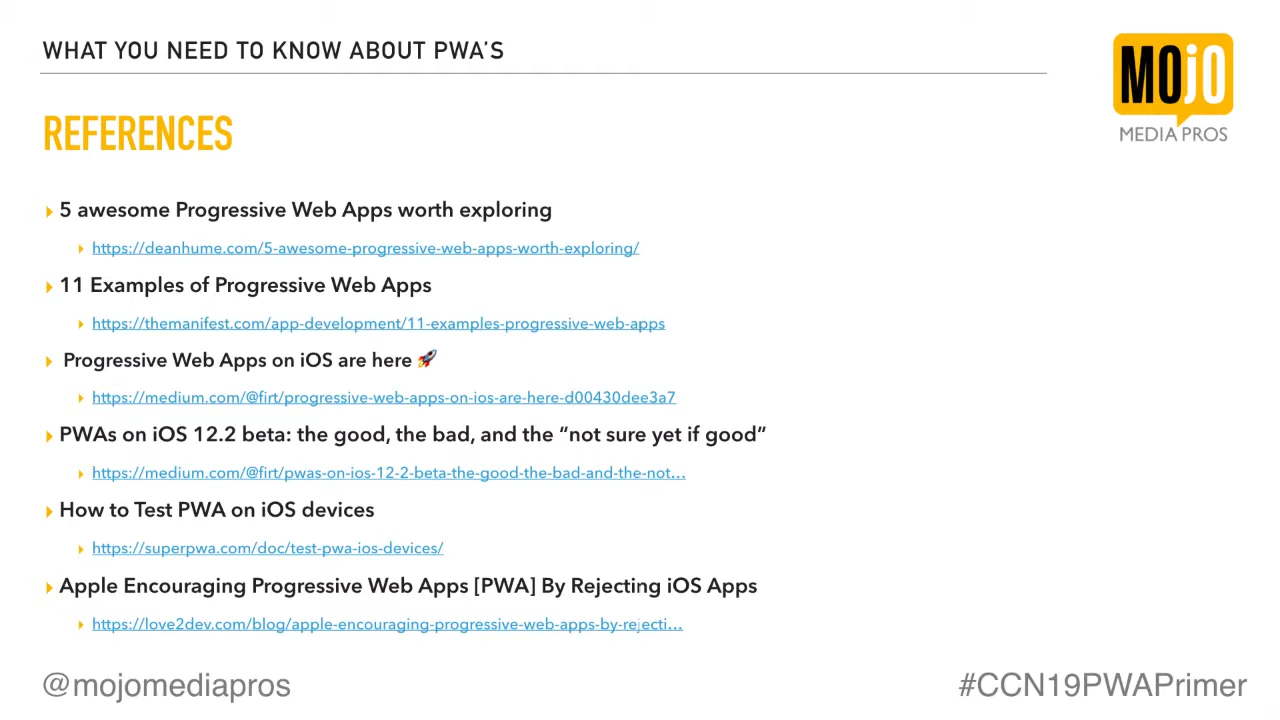 WHAT YOU NEED TO KNOW ABOUT PWA'S
MOjO
MEDIA PROS
REFERENCES
5 awesome Progressive Web Apps worth exploring
https://deanhume.com/5-awesome-progressive-web-apps-worth-exploring/
11 Examples of Progressive Web Apps
https://themanifest.com/app-development/11-examples-progressive-web-apps
Progressive Web Apps on iOS are here 🚀
https://medium.com/@firt/progressive-web-apps-on-ios-are-here-d00430dee3a7
PWAs on iOS 12.2 beta: the good, the bad, and the “not sure yet if good”
https://medium.com/@firt/pwas-on-ios-12-2-beta-the-good-the-bad-and-the-not…
How to Test PWA on iOS devices
https://superpwa.com/doc/test-pwa-ios-devices/
Apple Encouraging Progressive Web Apps [PWA] By Rejecting iOS Apps
https://love2dev.com/blog/apple-encouraging-progressive-web-apps-by-rejecti…
@mojomediapros
#CCN19PWAPrimer